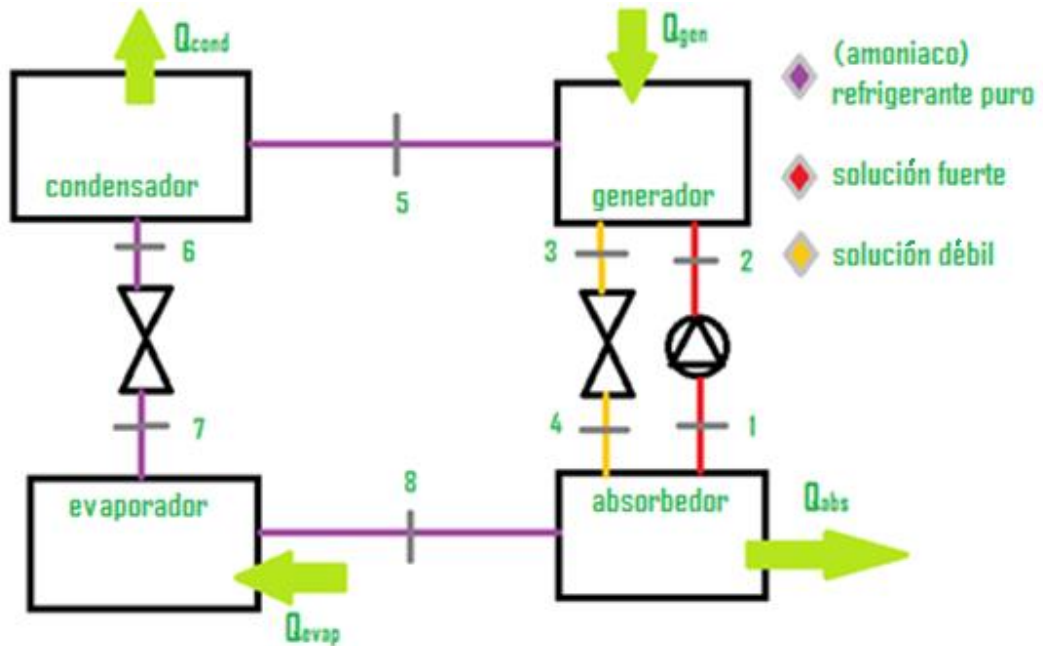 Qcond
Qgen
(amoniaco)
refrigerante puro
condensador
5
generador
solución fuerte
6
3
2
solución débil
7
4
1
evaporador
8
absorbedor
Qabs
Qevap